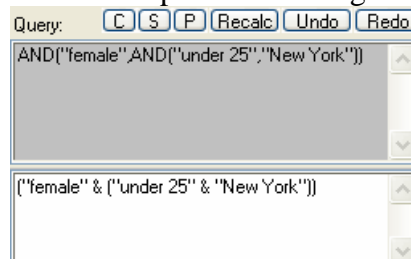 Query: C S P Recalc Undo Redo
AND("female",AND("under 25","New York"))
("female" & ("under 25" & "New York"))